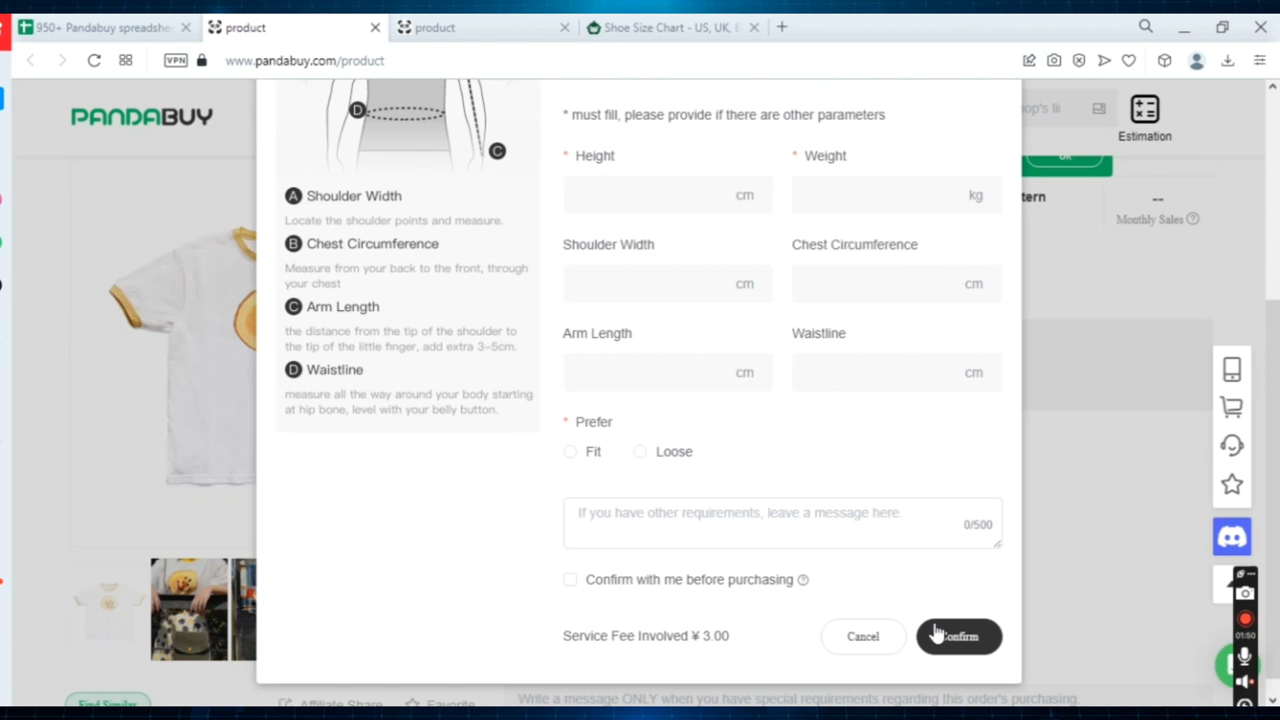 950+ Pandabuy spreadshe
product
product
Shoe Size Chart - US, UK, E
VPN
www.pandabuy.com/product
PANDABUY
Estimation
* must fill, please provide if there are other parameters
* Height
* Weight
cm
kg
Shoulder Width
Chest Circumference
cm
cm
Arm Length
Waistline
cm
cm
* Prefer
Fit
Loose
If you have other requirements, leave a message here.
0/500
Confirm with me before purchasing
Service Fee Involved ¥ 3.00
Cancel
Confirm
D
C
A Shoulder Width
Locate the shoulder points and measure.
B Chest Circumference
Measure from your back to the front, through
your chest
C Arm Length
the distance from the tip of the shoulder to
the tip of the little finger, add extra 3-5cm.
D Waistline
measure all the way around your body starting
at hip bone, level with your belly button.
tern
--
Monthly Sales
01:50
Find Similar
Affiliate Share
Favorite
Write a message ONLY when you have special requirements regarding this order's purchasing